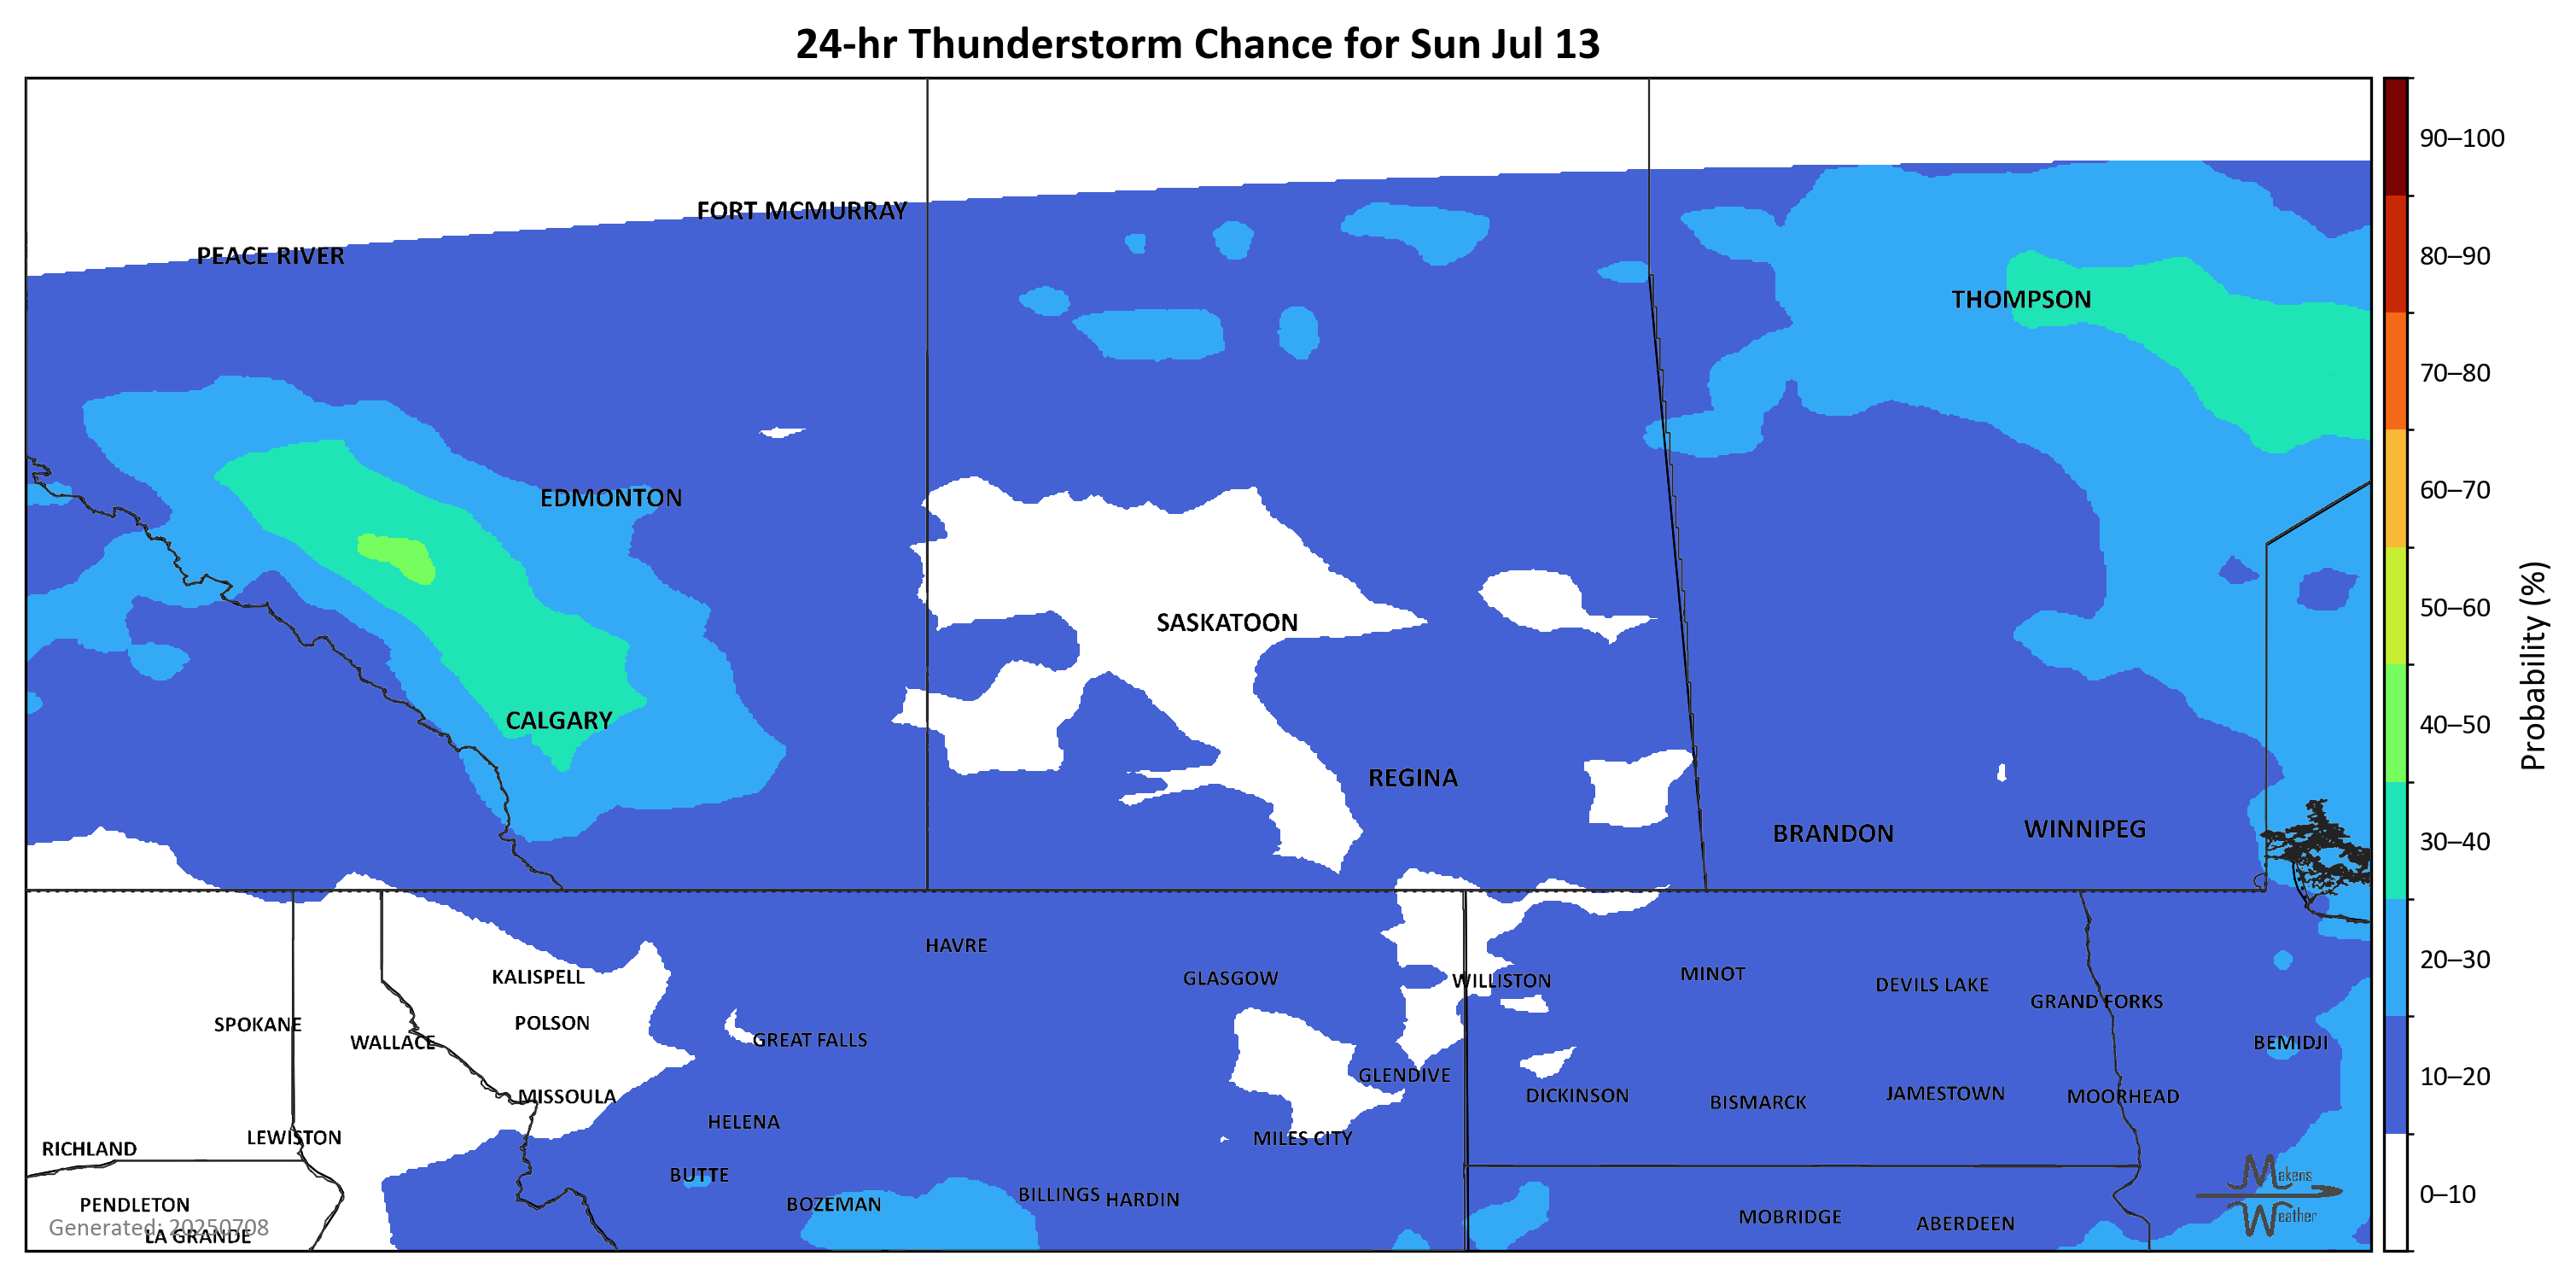 24-hr Thunderstorm Chance for Sun Jul 13
FORT MCMURRAY
PEACE RIVER
THOMPSON
EDMONTON
SASKATOON
CALGARY
REGINA
BRANDON
WINNIPEG
HAVRE
KALISPELL
GLASGOW
WILLISTON
MINOT
DEVILS LAKE
GRAND FORKS
SPOKANE
POLSON
WALLACE
GREAT FALLS
BEMIDJI
GLENDIVE
MISSOULA
DICKINSON
BISMARCK
JAMESTOWN
MOORHEAD
HELENA
LEWISTON
MILES CITY
RICHLAND
BUTTE
PENDLETON
BOZEMAN
BILLINGS
HARDIN
MOBRIDGE
ABERDEEN
Generated: 20250708
LA GRANDE
Makens
Weather
90–100
80–90
70–80
60–70
50–60
40–50
30–40
20–30
10–20
0–10
Probability (%)